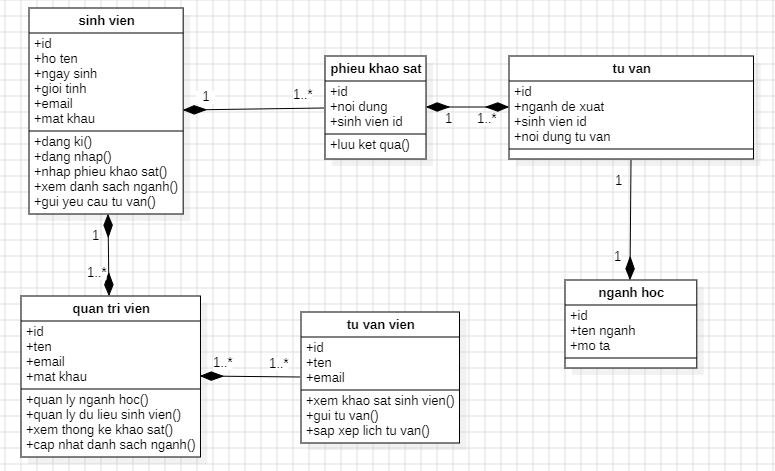 sinh vien
+id
+ho ten
+ngay sinh
+gioi tinh
+email
+mat khau
+dang ki()
+dang nhap()
+nhap phieu khao sat()
+xem danh sach nganh()
+gui yeu cau tu van()
1
1..*
phieu khao sat
+id
+noi dung
+sinh vien id
+luu ket qua()
1
1..*
tu van
+id
+nganh de xuat
+sinh vien id
+noi dung tu van
1
1
nganh hoc
+id
+ten nganh
+mo ta
1
1..*
quan tri vien
+id
+ten
+email
+mat khau
+quan ly nganh hoc()
+quan ly du lieu sinh vien()
+xem thong ke khao sat()
+cap nhat danh sach nganh()
1..*
1..*
tu van vien
+id
+ten
+email
+xem khao sat sinh vien()
+gui tu van()
+sap xep lich tu van()